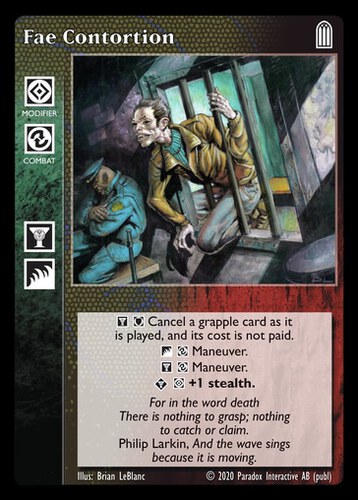 Fae Contortion
MODIFIER
COMBAT
Cancel a grapple card as it
is played, and its cost is not paid.
Maneuver.
Maneuver.
+1 stealth.
For in the word death
There is nothing to grasp; nothing
to catch or claim.
Philip Larkin, And the wave sings
because it is moving.
Illus: Brian LeBlanc © 2020 Paradox Interactive AB (publ)